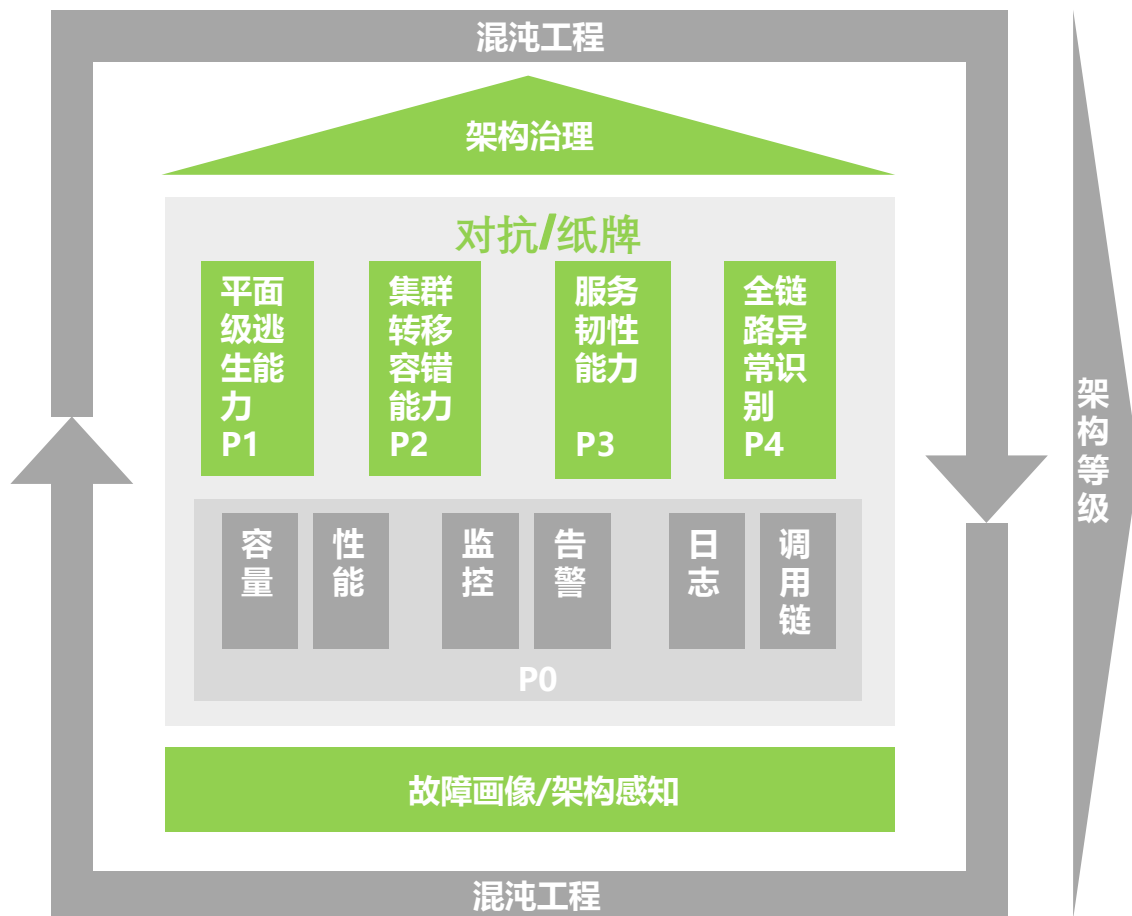 混沌工程
架构治理
对抗/纸牌
平面
级逃
生能
力
P1
集群
转移
容错
能力
P2
服务
韧性
能力
P3
全链
路异
常识
别
P4
容
量
性
能
监
控
告
警
日
志
调
用
链
P0
故障画像/架构感知
混沌工程
架
构
等
级